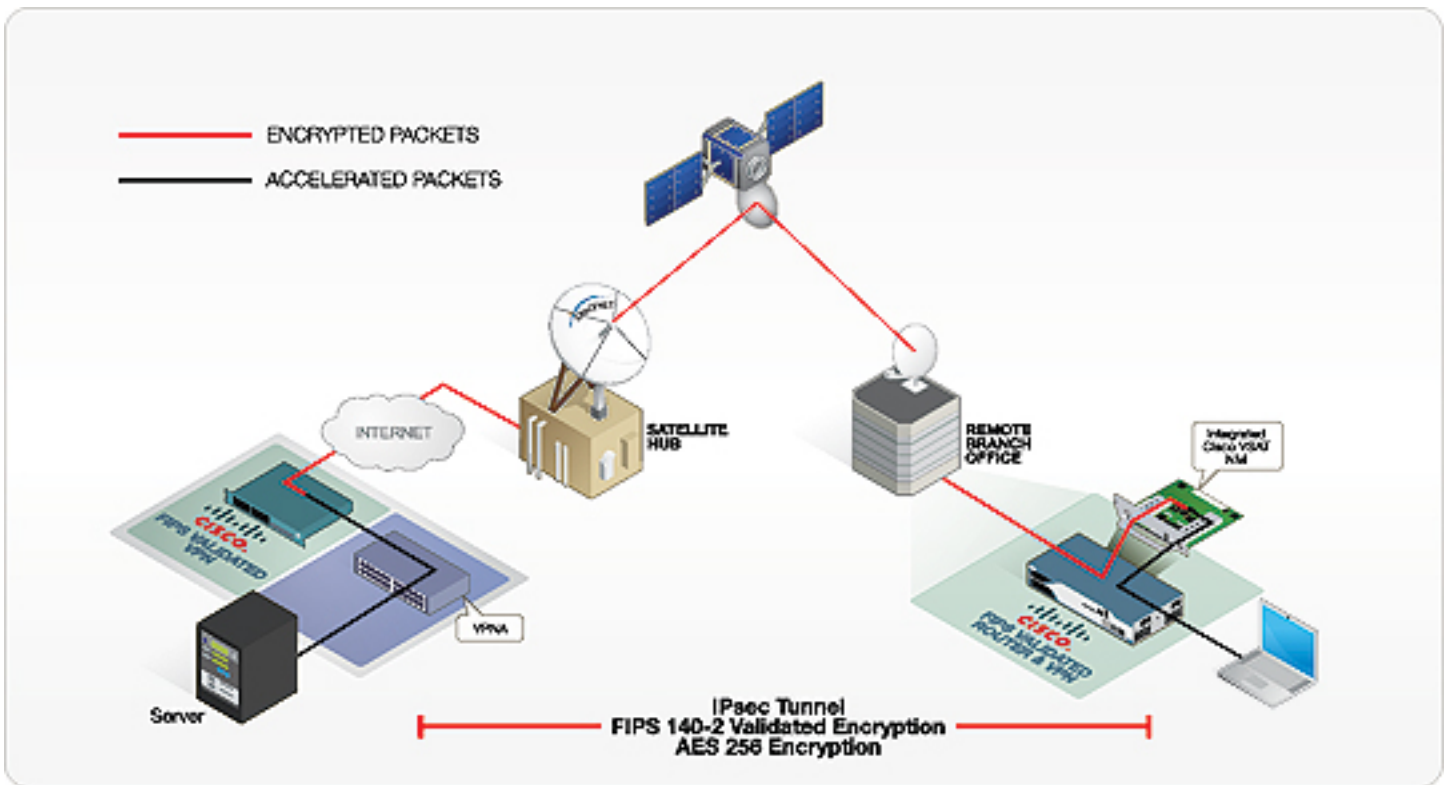 ENCRYPTED PACKETS
ACCELERATED PACKETS
INTERNET
SATELLITE
HUB
REMOTE
BRANCH
OFFICE
Integrated
Cisco VSAT
NM
CISCO.
FIPS VALIDATED
VPN
VPNA
Server
CISCO.
FIPS VALIDATED
ROUTER & VPN
IPsec Tunnel
FIPS 140-2 Validated Encryption
AES 256 Encryption